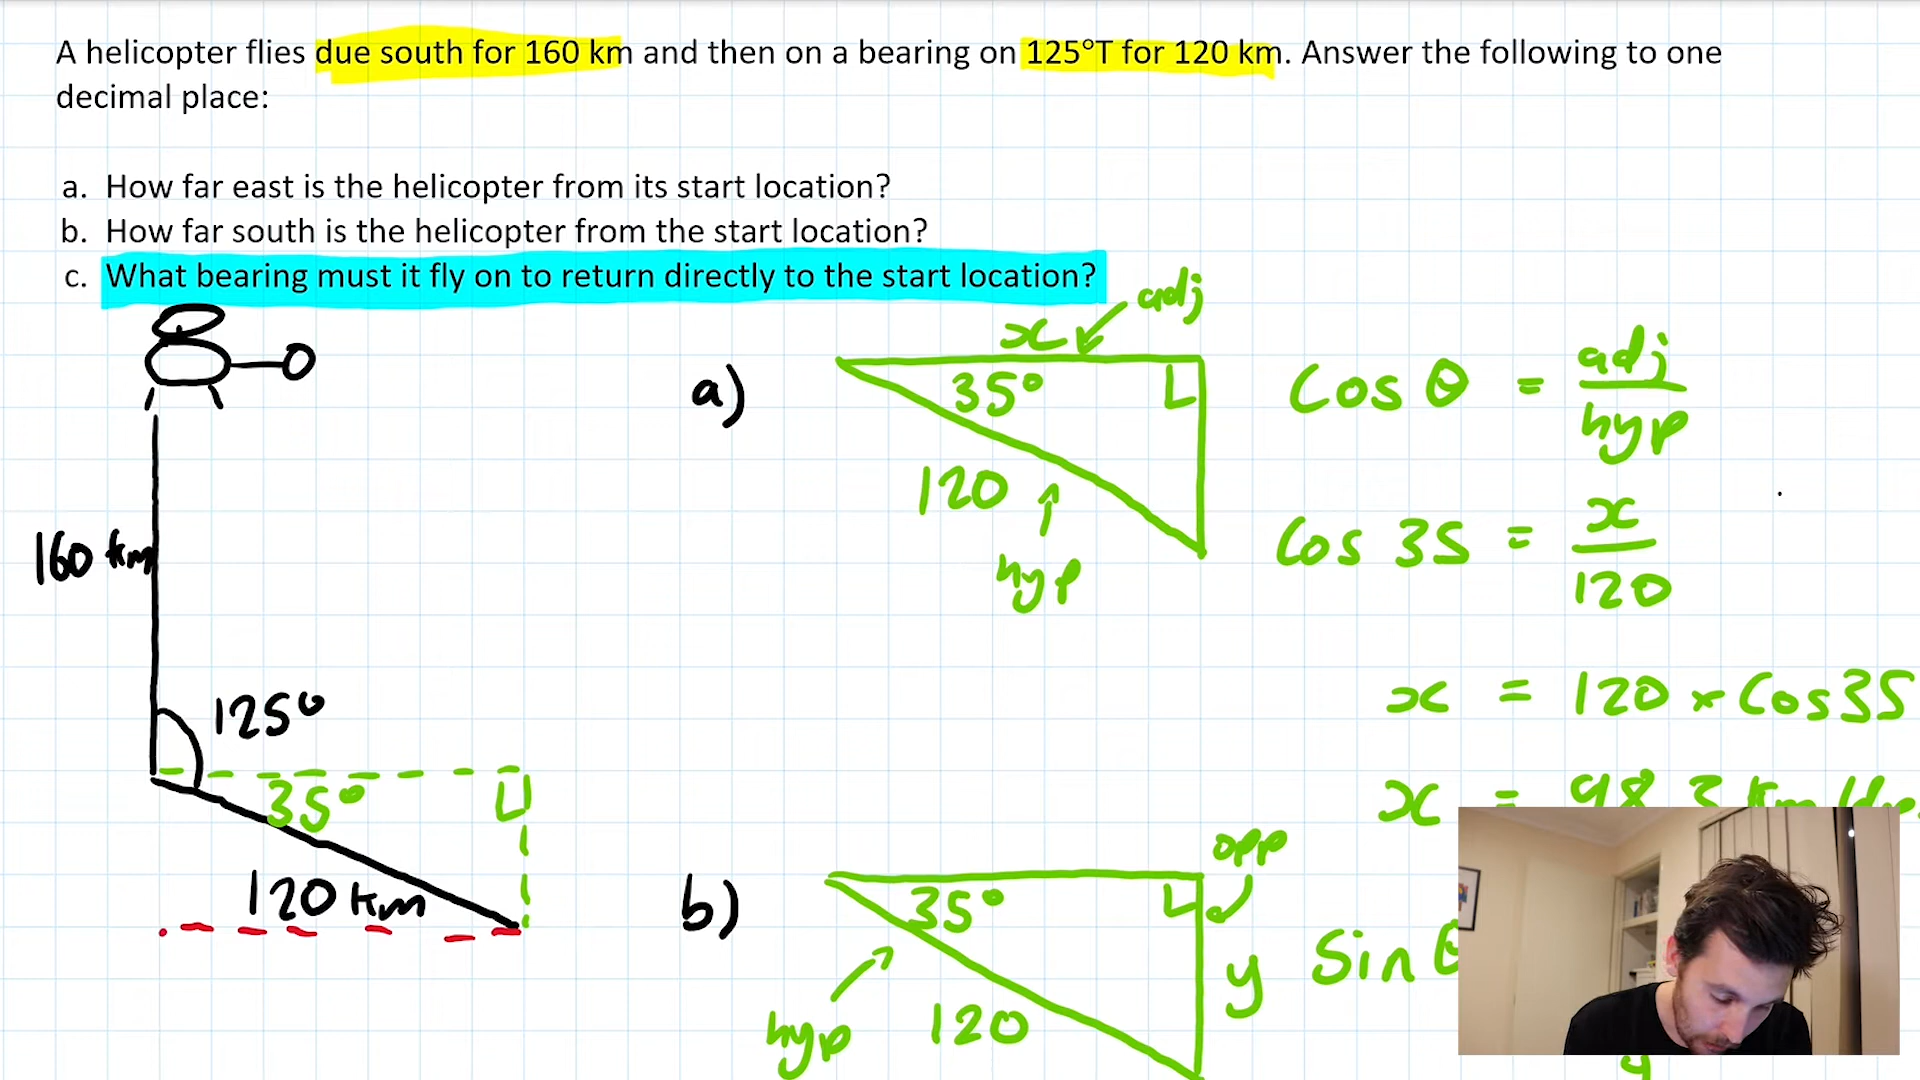 A helicopter flies due south for 160 km and then on a bearing on 125°T for 120 km. Answer the following to one
decimal place:
a. How far east is the helicopter from its start location?
b. How far south is the helicopter from the start location?
c. What bearing must it fly on to return directly to the start location?
160 km
125°
35°
120 km
a)
x
adj
35°
120
hyp
Cos θ = adj
hyp
Cos 35 = x
120
x = 120 × Cos35
x =
b)
35°
opp
hyp
120
y
Sin θ